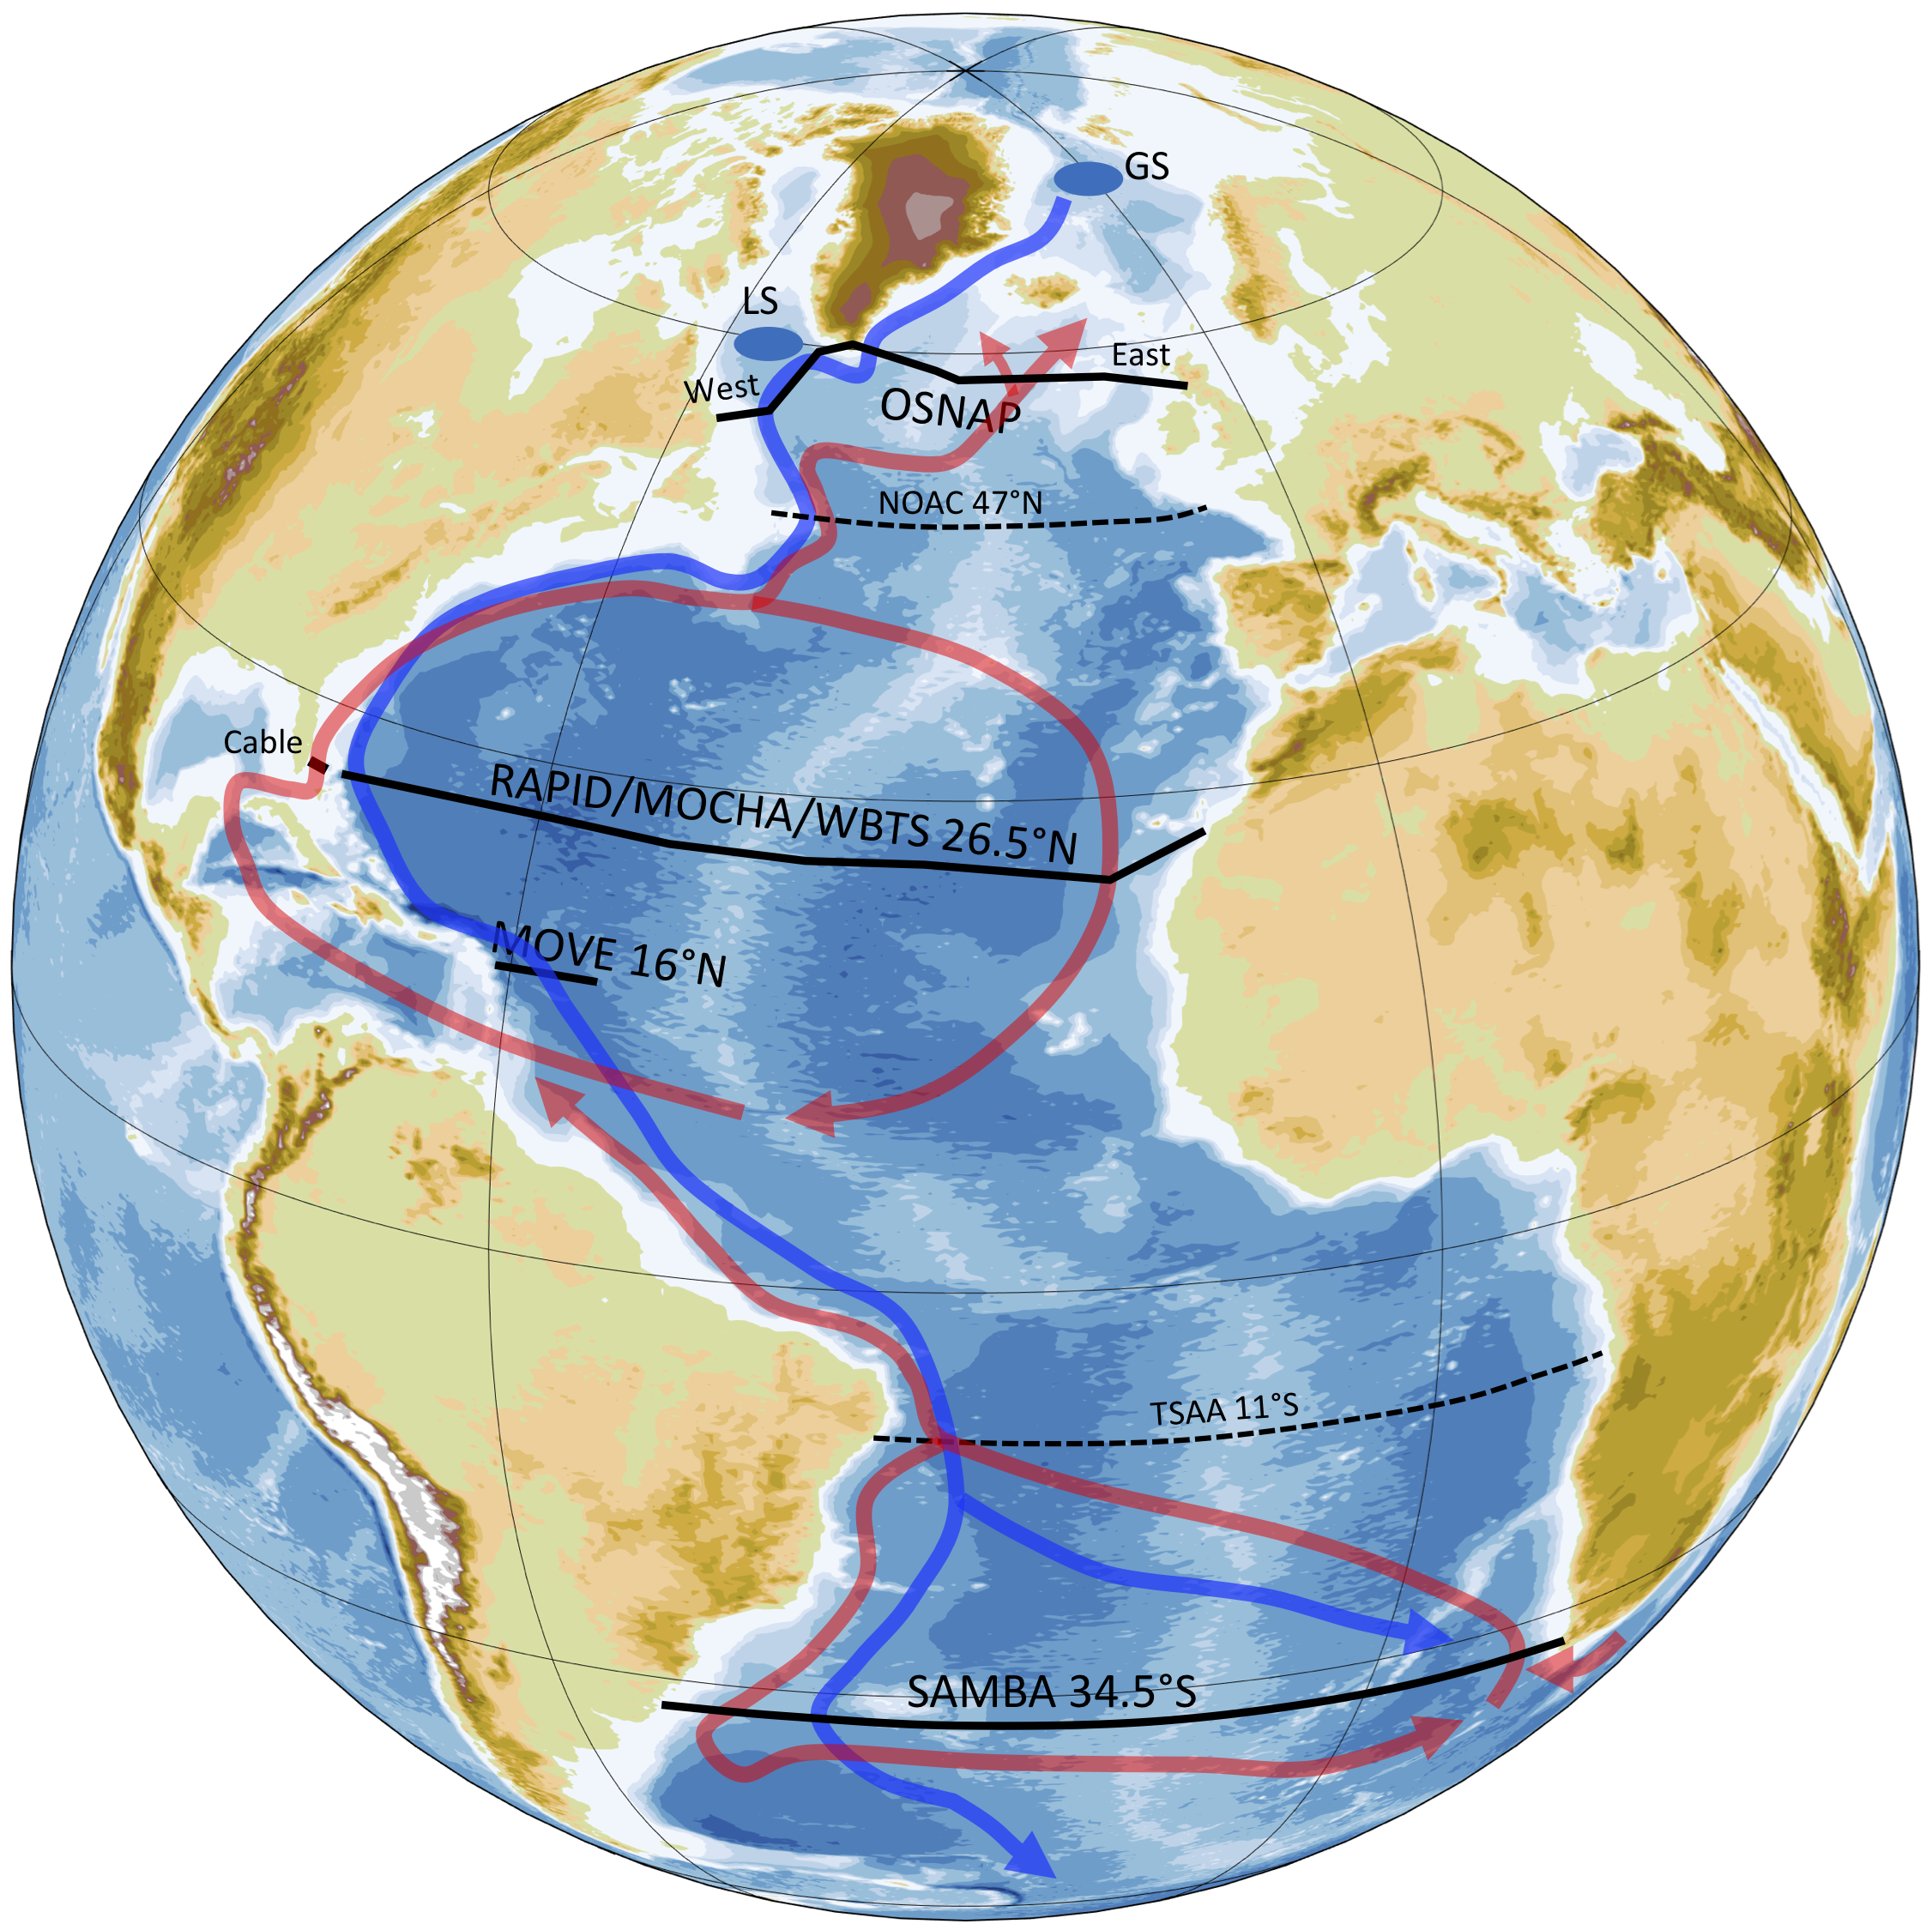 GS
LS
East
West
OSNAP
NOAC 47°N
Cable
RAPID/MOCHA/WBTS 26.5°N
MOVE 16°N
TSAA 11°S
SAMBA 34.5°S